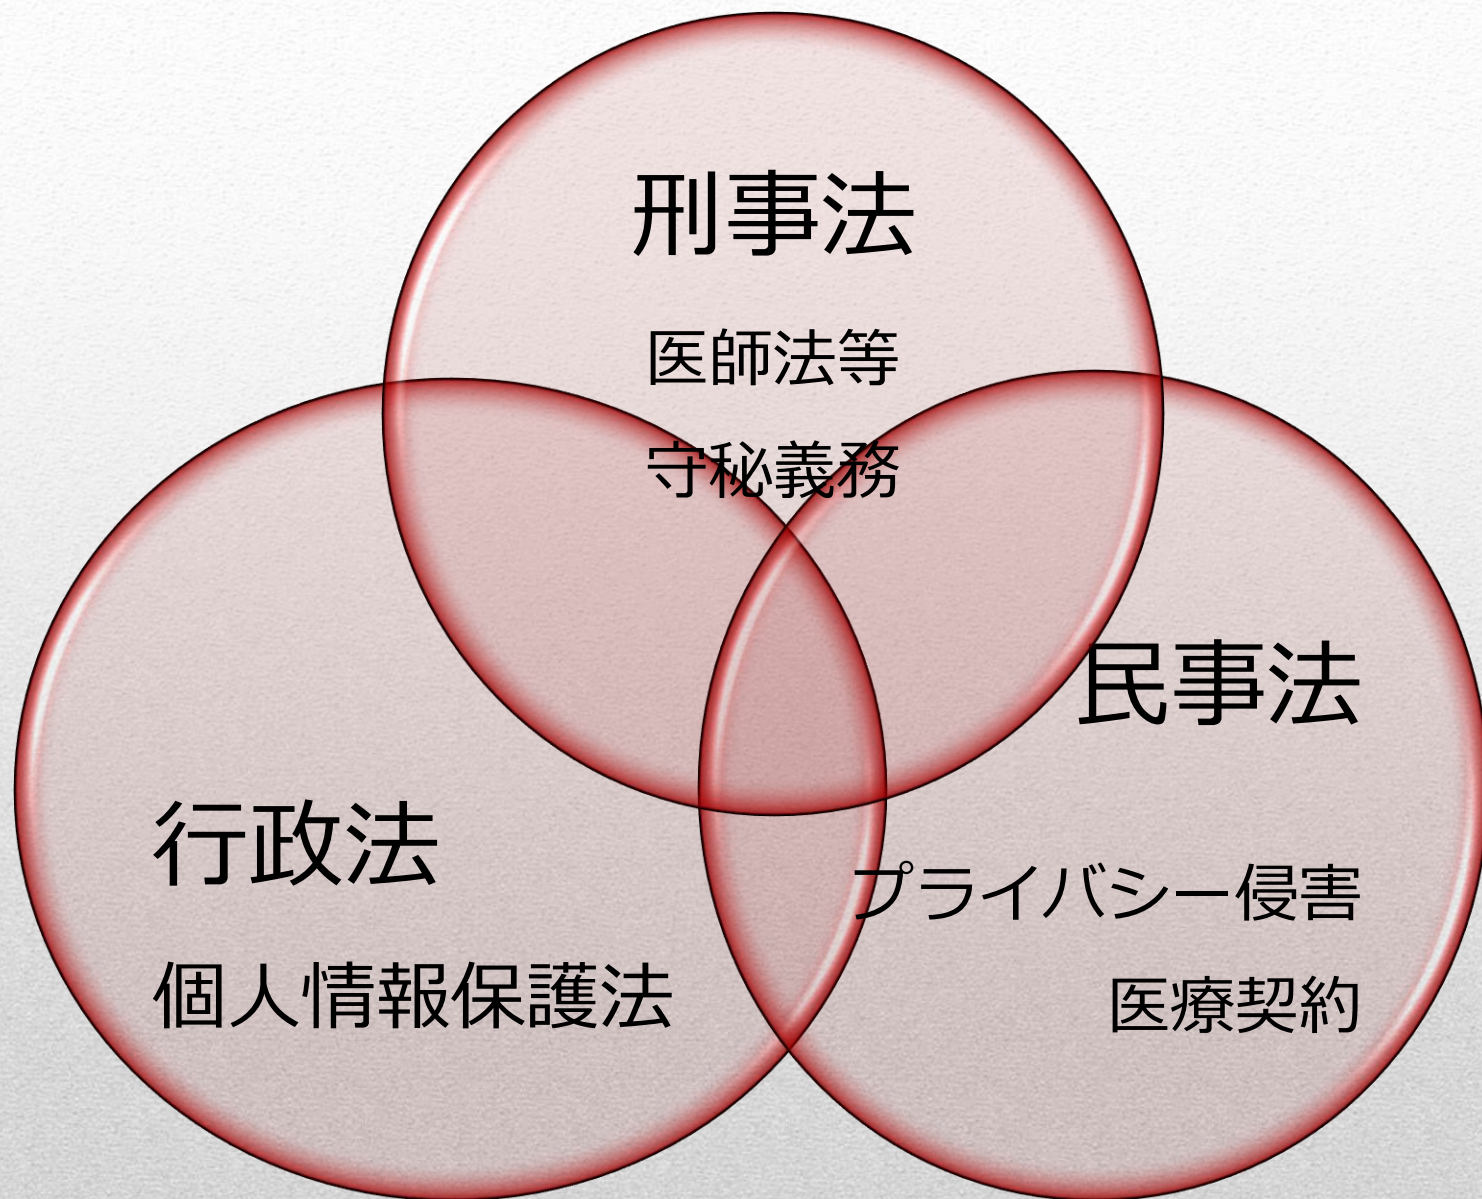 刑事法
医師法等
守秘義務
民事法
プライバシー侵害
医療契約
行政法
個人情報保護法